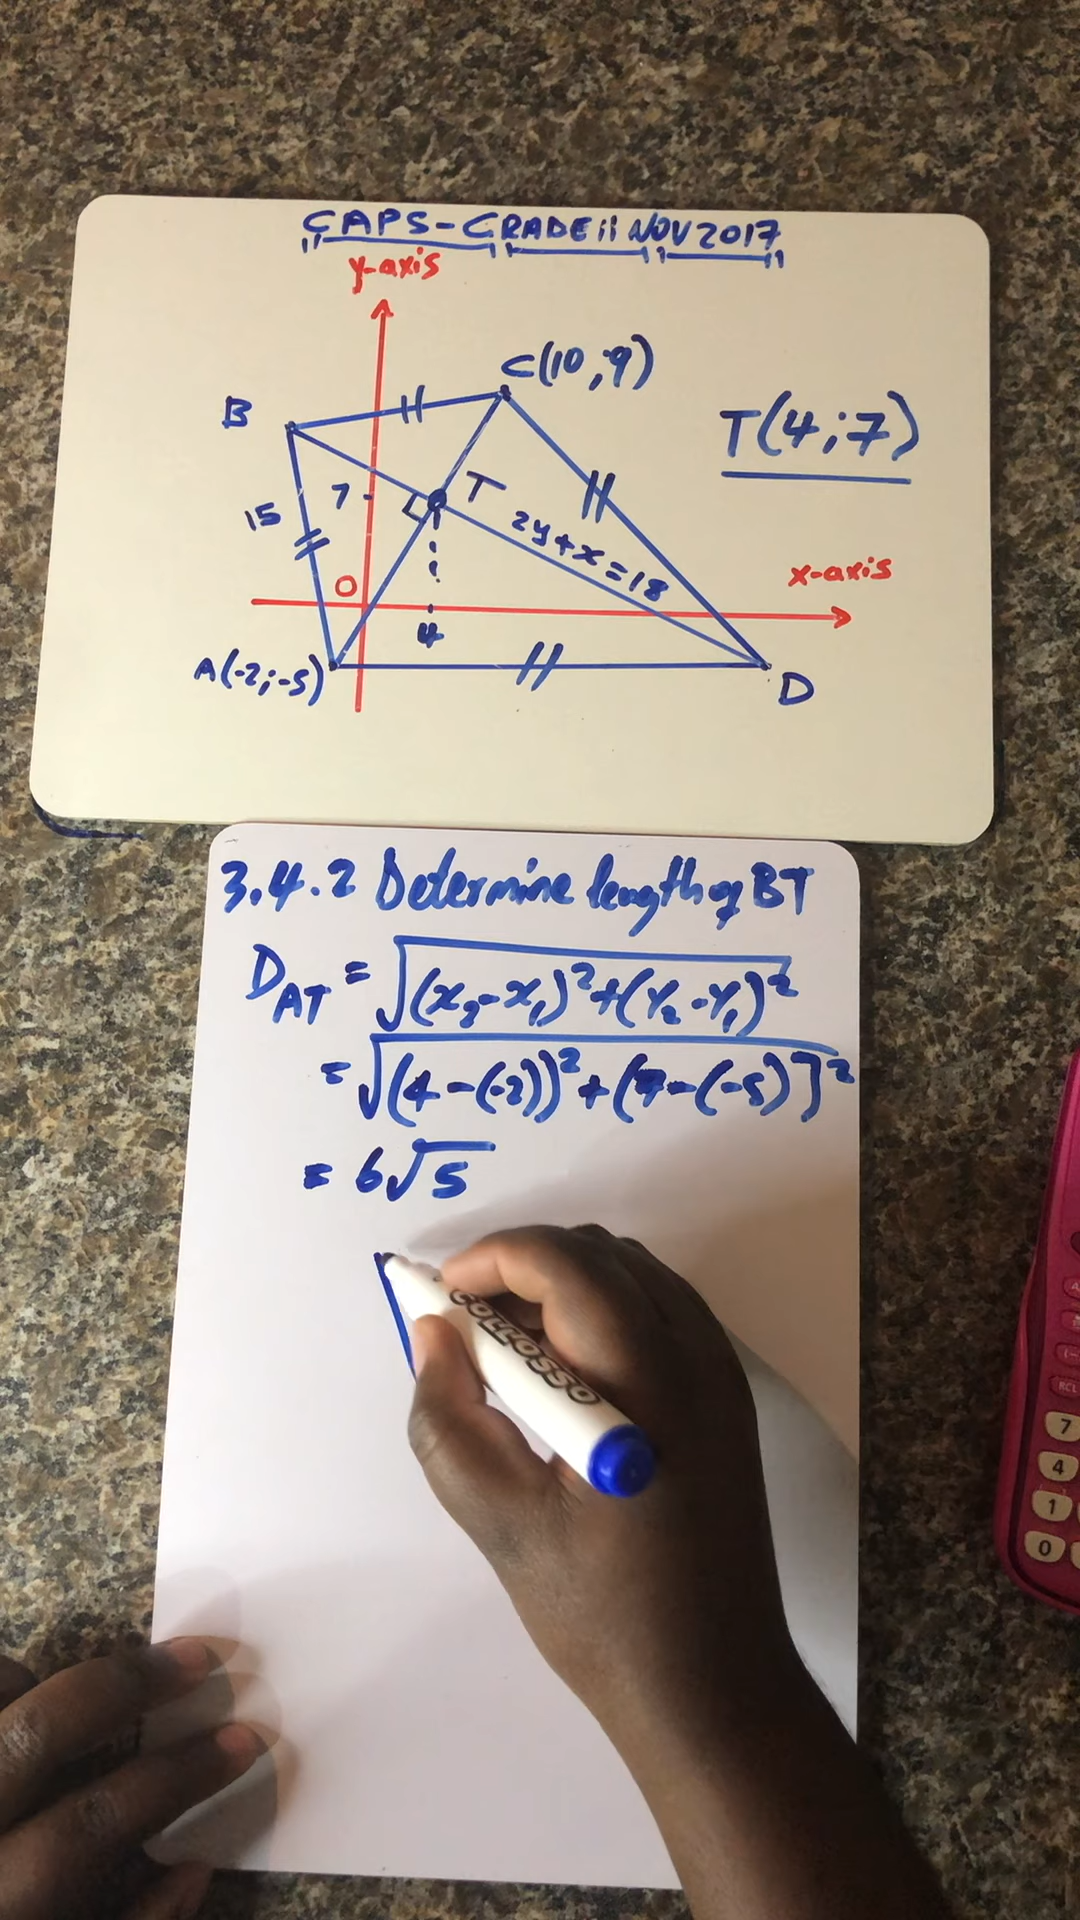 CAPS-GRADE 11 NOV 2017
y-axis
C(10,9)
B
T(4;7)
7
T
15
2y+x=18
x-axis
0
4
A(-2;-5)
D
3.4.2 Determine length of BT
D_AT = √(x₂-x₁)²+(Y₂-Y₁)²
= √(4-(-2))²+(7-(-5)]²
= 6√5
COLLOSSO
RCL
(-)
7
4
1
0